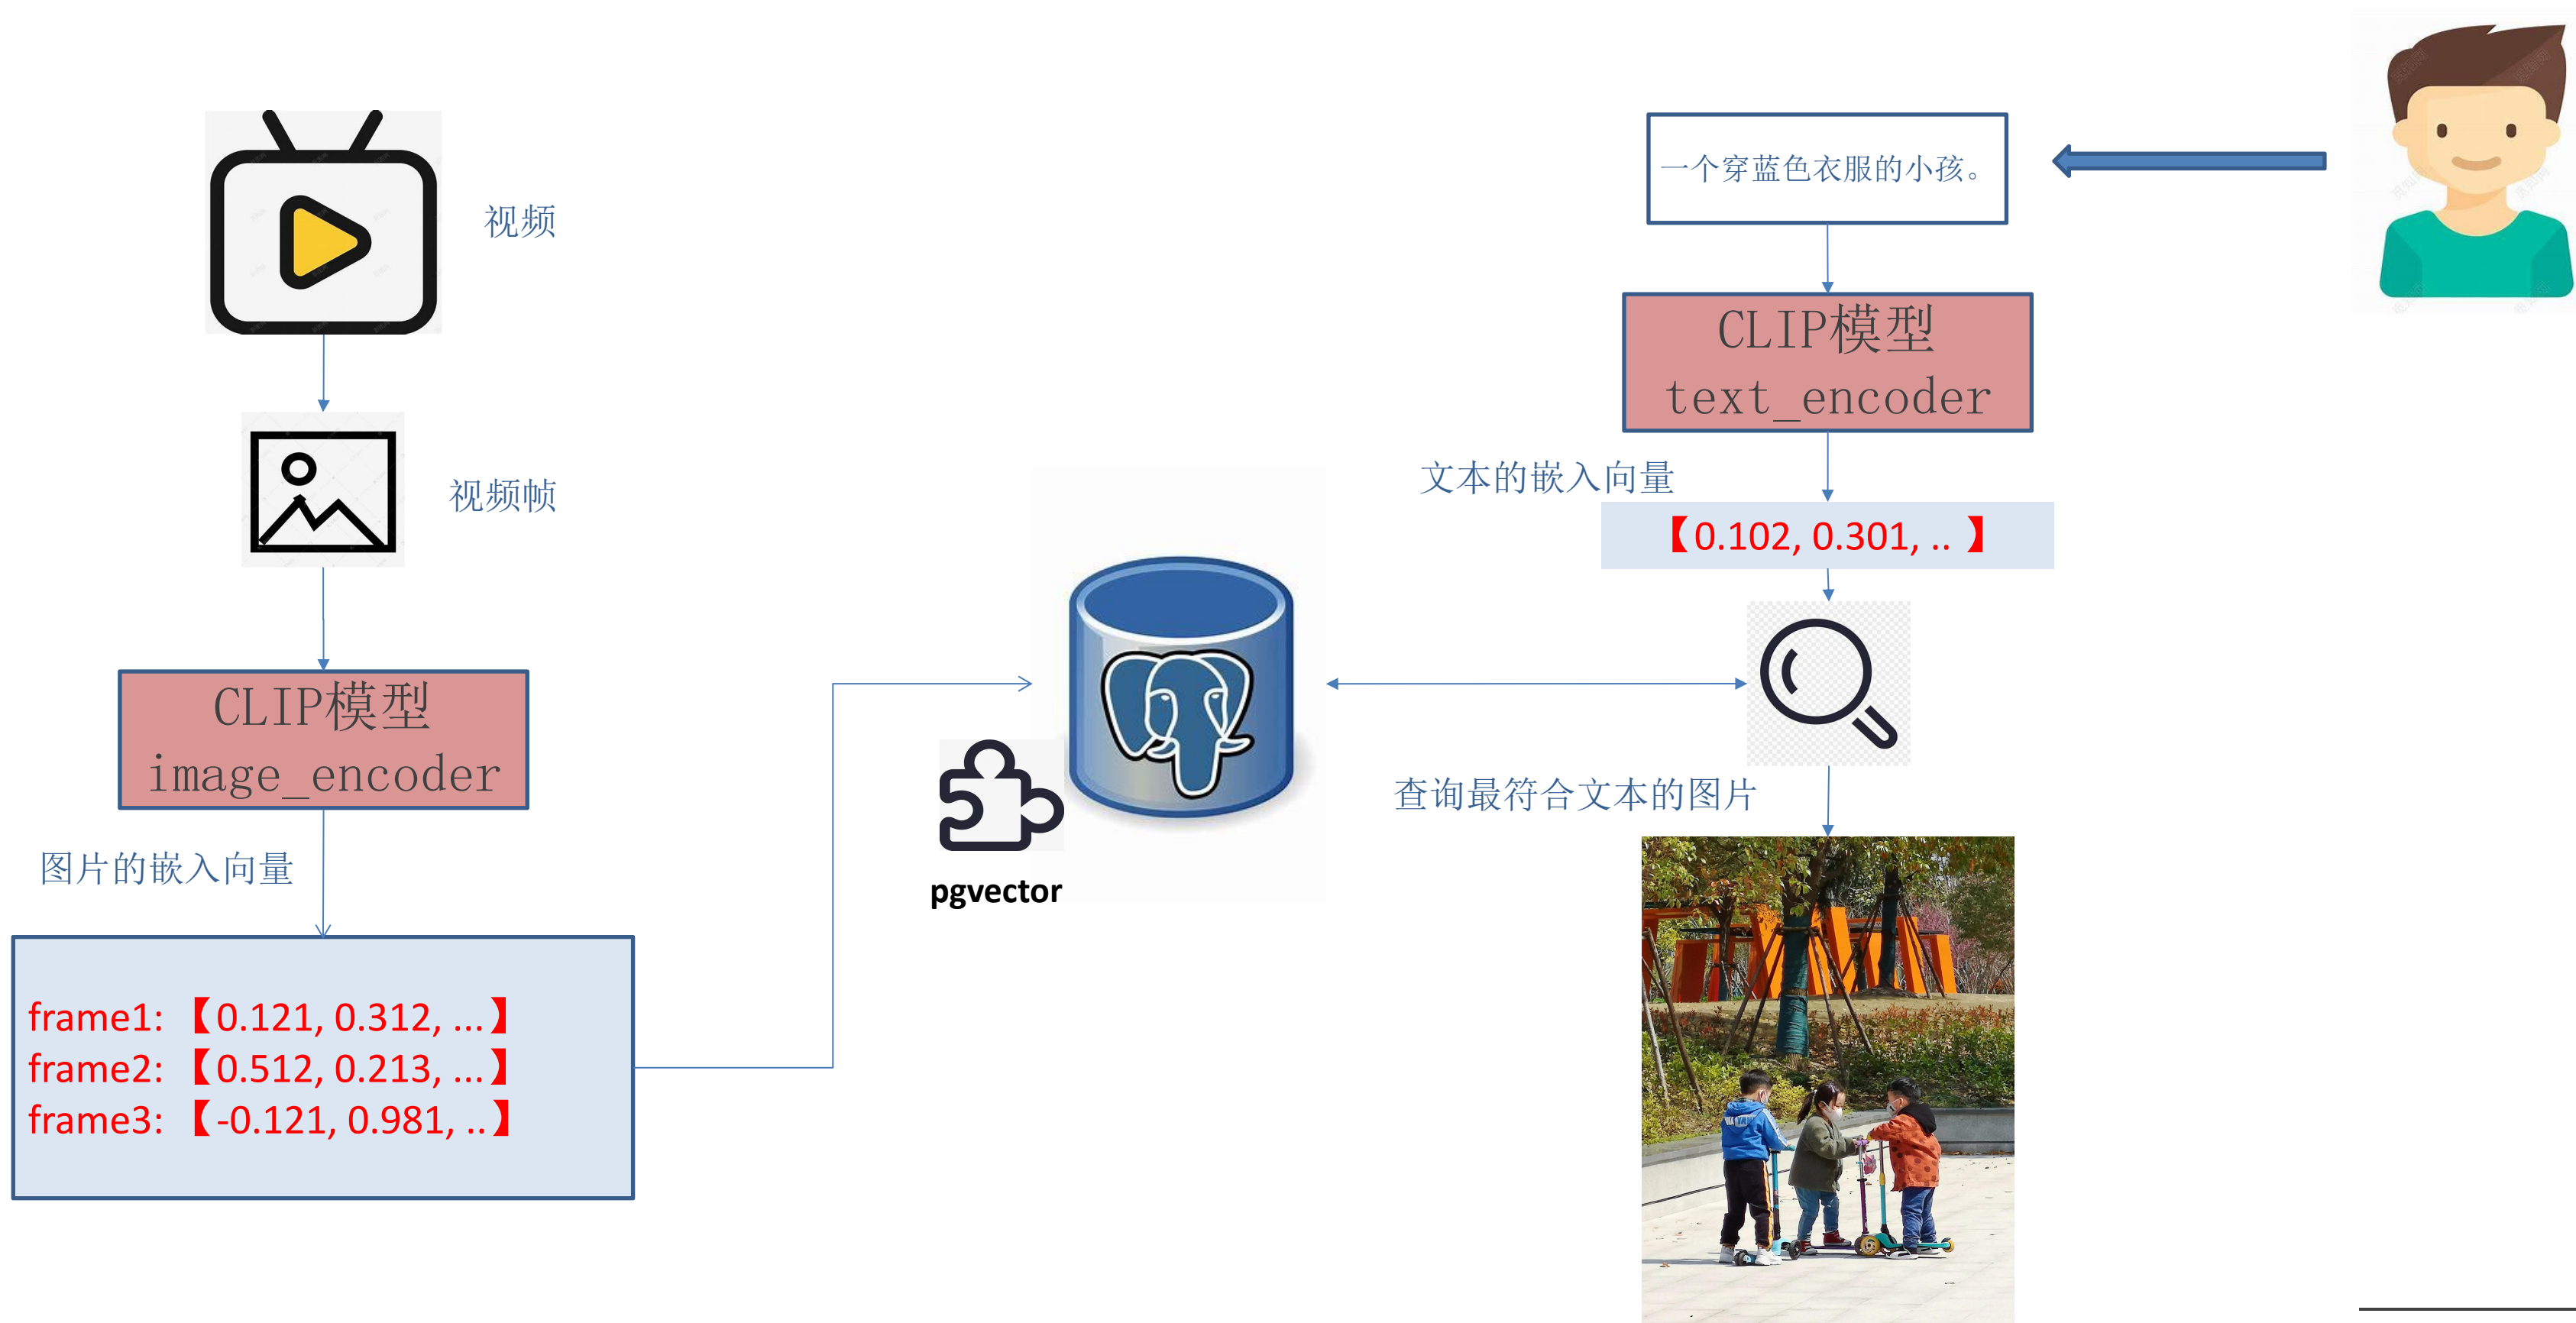 视频
视频帧
CLIP模型
image_encoder
图片的嵌入向量
frame1: 【0.121, 0.312, ...】
frame2: 【0.512, 0.213, ...】
frame3: 【-0.121, 0.981, ..】
pgvector
一个穿蓝色衣服的小孩。
CLIP模型
text_encoder
文本的嵌入向量
【0.102, 0.301, .. 】
查询最符合文本的图片